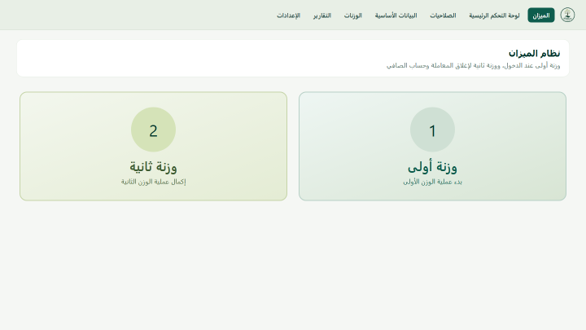 الميزان
لوحة التحكم الرئيسية
الصلاحيات
البيانات الأساسية
الوزنات
التقارير
الإعدادات
نظام الميزان
وزنة أولى عند الدخول، ووزنة ثانية لإغلاق المعاملة وحساب الصافي
1
وزنة أولى
بدء عملية الوزن الأولى
2
وزنة ثانية
إكمال عملية الوزن الثانية